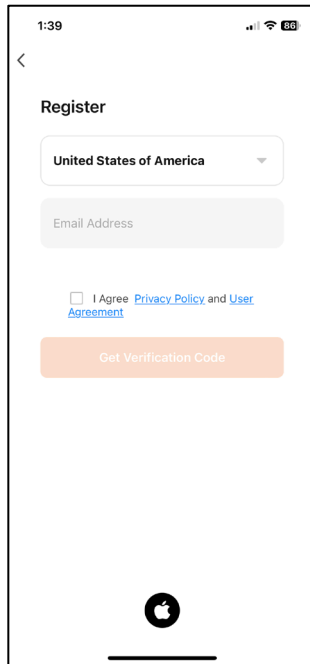 1:39
86
Register
United States of America
Email Address
I Agree Privacy Policy and User
Agreement
Get Verification Code